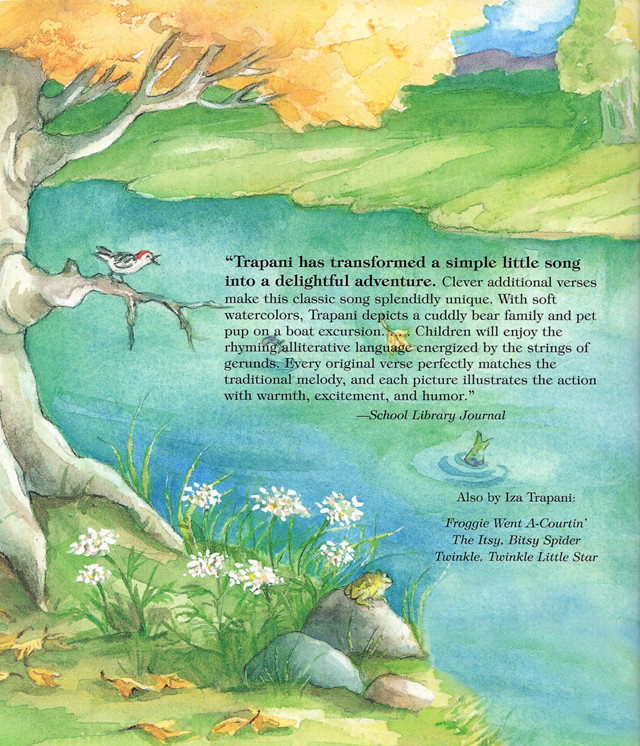 “Trapani has transformed a simple little song
into a delightful adventure. Clever additional verses
make this classic song splendidly unique. With soft
watercolors, Trapani depicts a cuddly bear family and pet
pup on a boat excursion. . . . Children will enjoy the
rhyming alliterative language energized by the strings of
gerunds. Every original verse perfectly matches the
traditional melody, and each picture illustrates the action
with warmth, excitement, and humor.”
—School Library Journal
Also by Iza Trapani:
Froggie Went A-Courtin’
The Itsy, Bitsy Spider
Twinkle, Twinkle Little Star